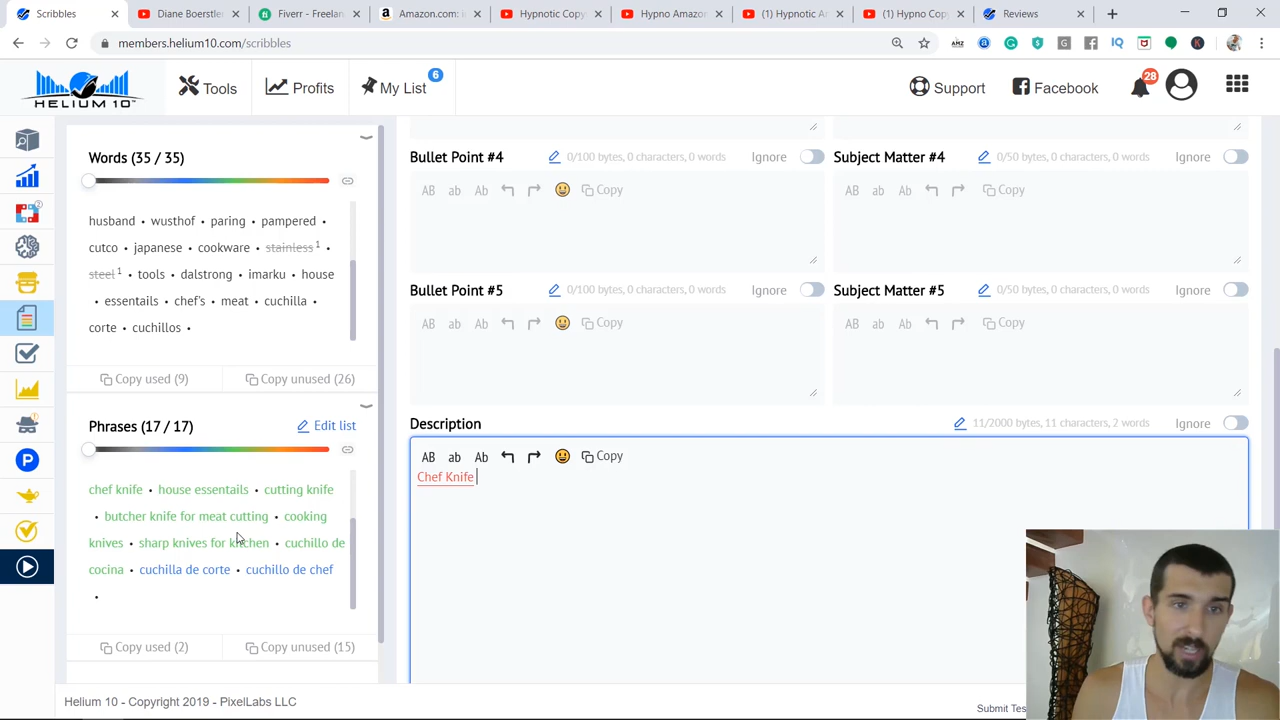 Scribbles
Diane Boerstler
Fiverr - Freelan
Amazon.com: k
Hypnotic Copy
Hypno Amazor
(1) Hypnotic Ar
(1) Hypno Cop
Reviews
members.helium10.com/scribbles
HELIUM 10
Tools
Profits
My List
6
Support
Facebook
28
Words (35 / 35)
husband • wusthof • paring • pampered •
cutco • japanese • cookware • stainless 1 •
steel 1 • tools • dalstrong • imarku • house
• essentails • chef's • meat • cuchilla •
corte • cuchillos •
Copy used (9)
Copy unused (26)
Phrases (17 / 17)
Edit list
chef knife • house essentails • cutting knife
• butcher knife for meat cutting • cooking
knives • sharp knives for kitchen • cuchillo de
cocina • cuchilla de corte • cuchillo de chef
•
Copy used (2)
Copy unused (15)
Bullet Point #4
0/100 bytes, 0 characters, 0 words
Ignore
AB ab Ab Copy
Subject Matter #4
0/50 bytes, 0 characters, 0 words
Ignore
AB ab Ab Copy
Bullet Point #5
0/100 bytes, 0 characters, 0 words
Ignore
AB ab Ab Copy
Subject Matter #5
0/50 bytes, 0 characters, 0 words
Ignore
AB ab Ab Copy
Description
11/2000 bytes, 11 characters, 2 words
Ignore
AB ab Ab Copy
Chef Knife
Helium 10 - Copyright 2019 - PixelLabs LLC
Submit Tes